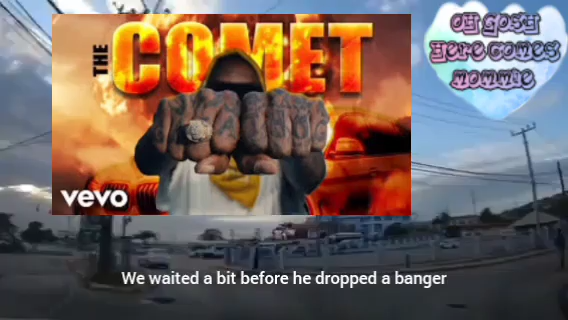 THE
COMET
OH GOSH
HERE COMES
MOMMIE
vevo
We waited a bit before he dropped a banger